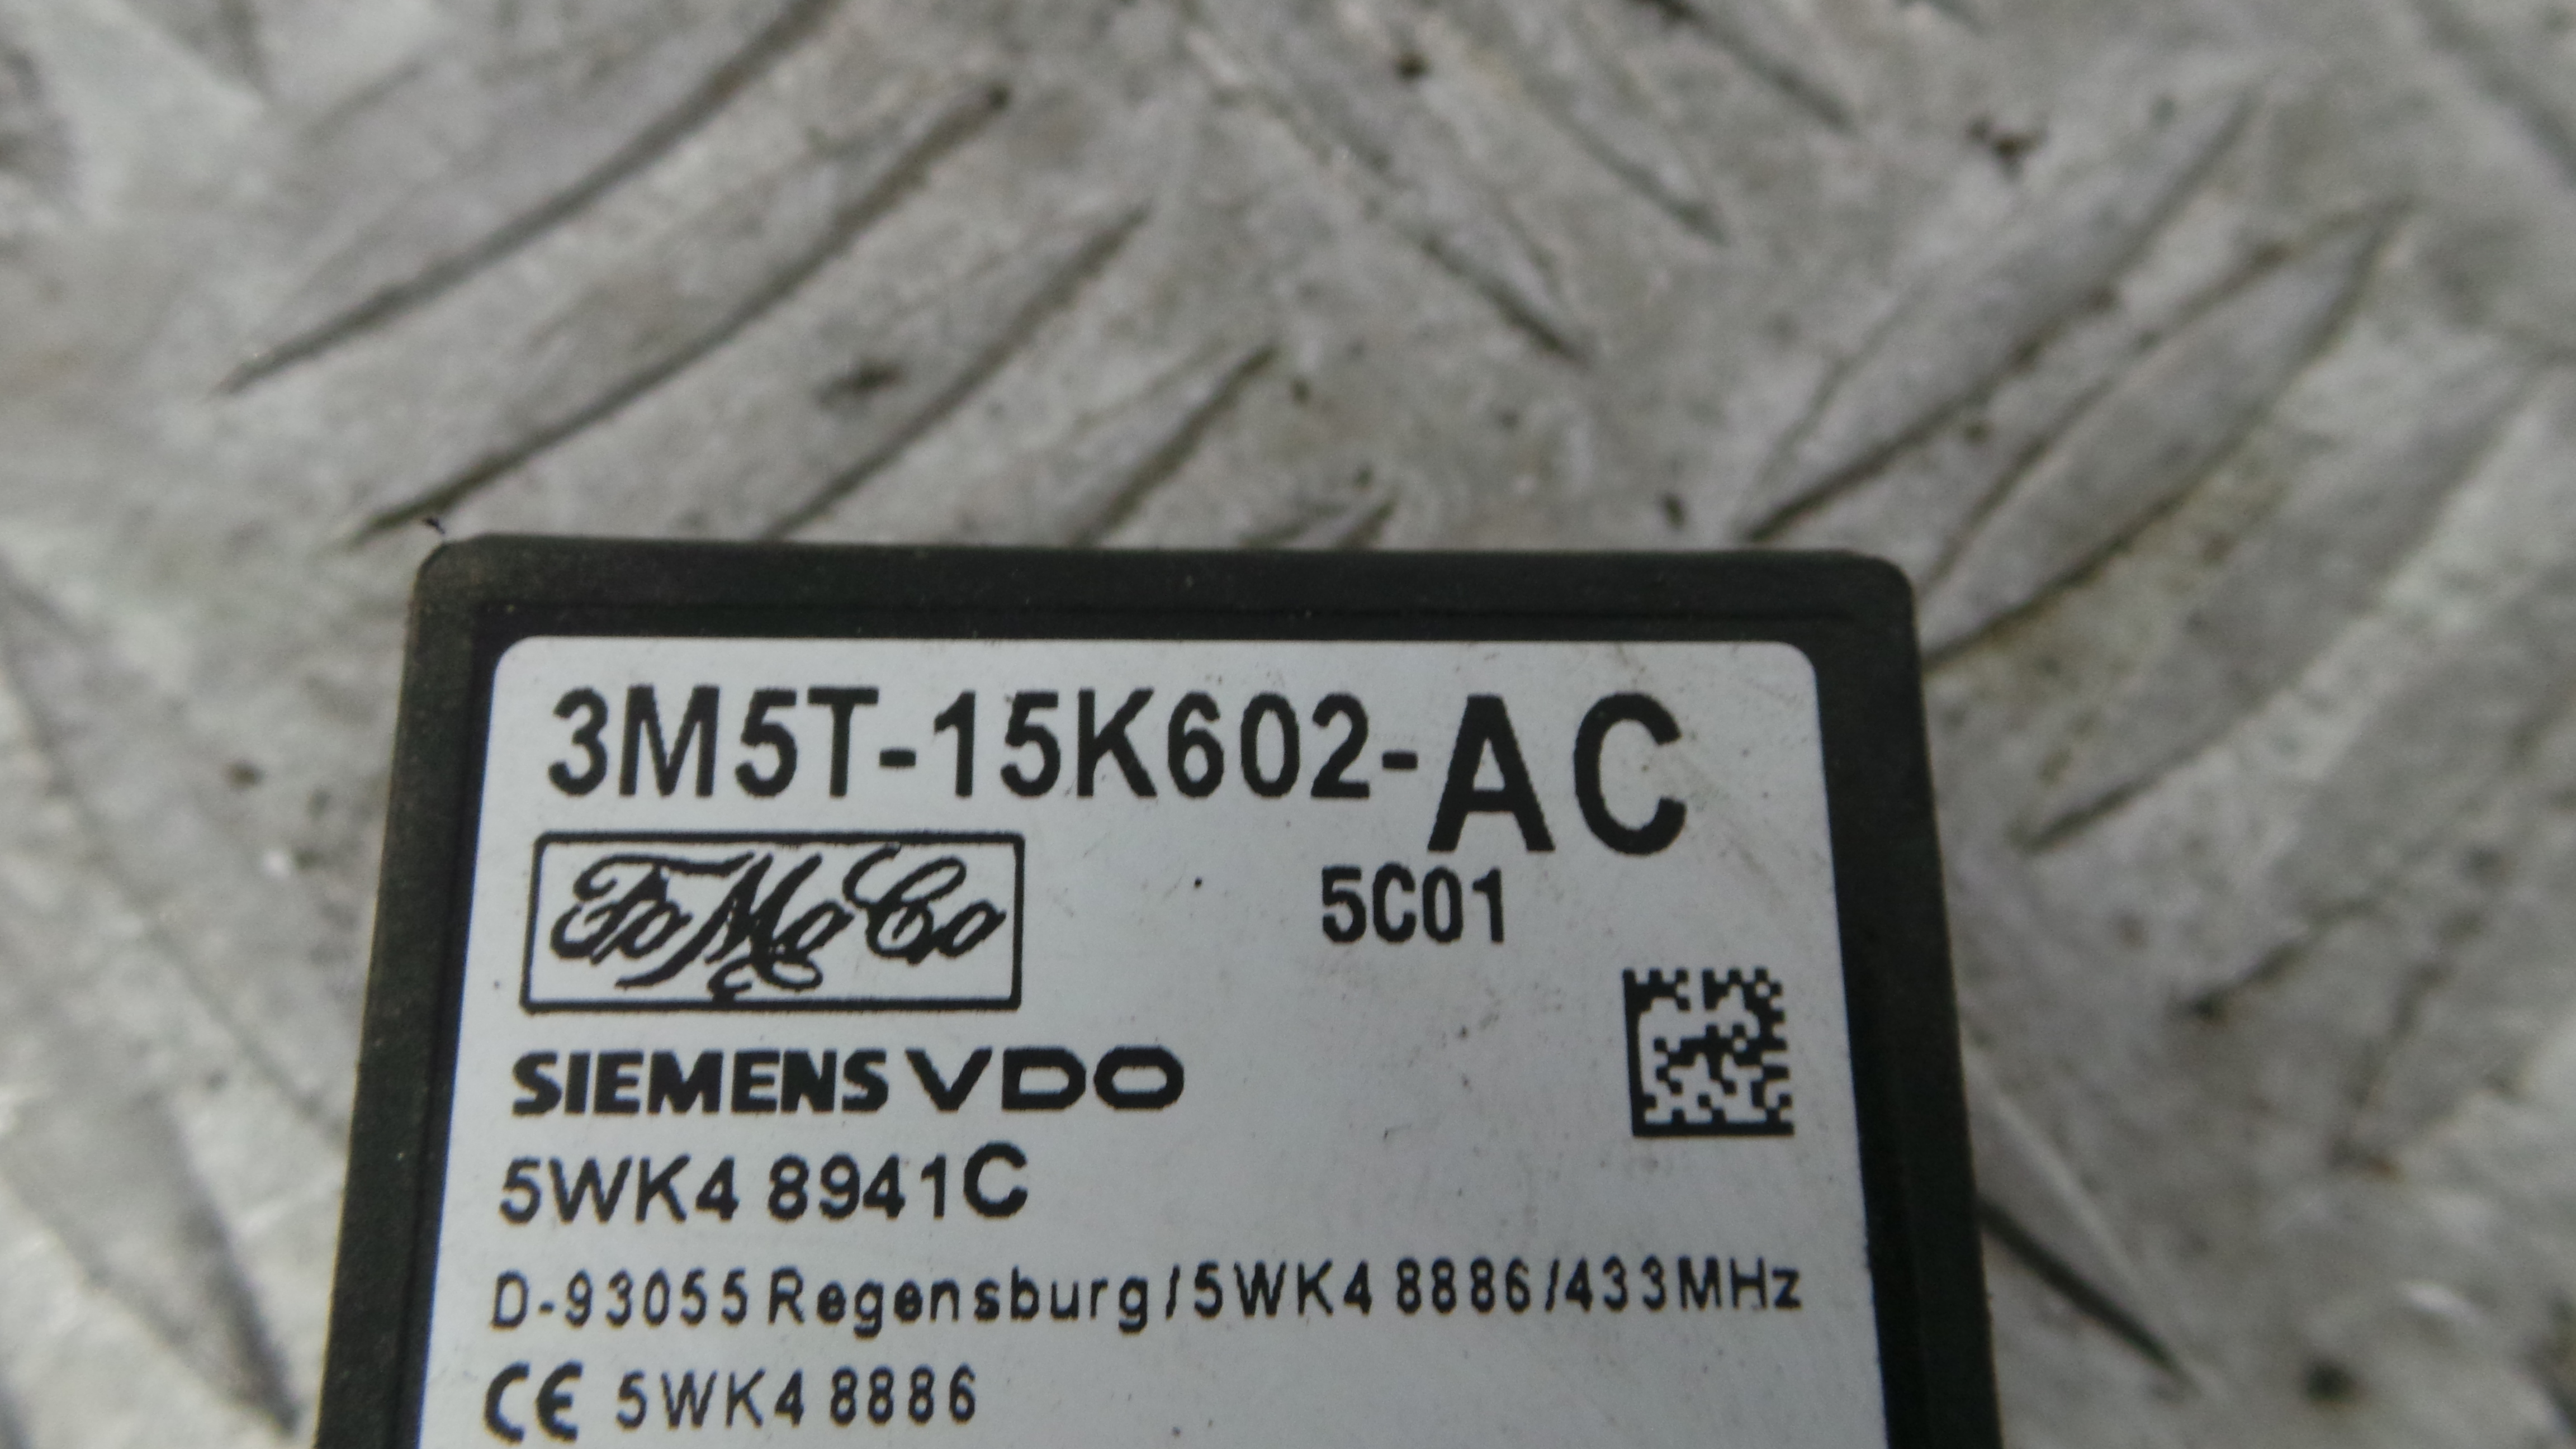 3M5T-15K602-AC
5C01
FoMoCo
SIEMENS VDO
5WK4 8941C
D-93055 Regensburg/5WK4 8886/433MHz
CE 5WK4 8886